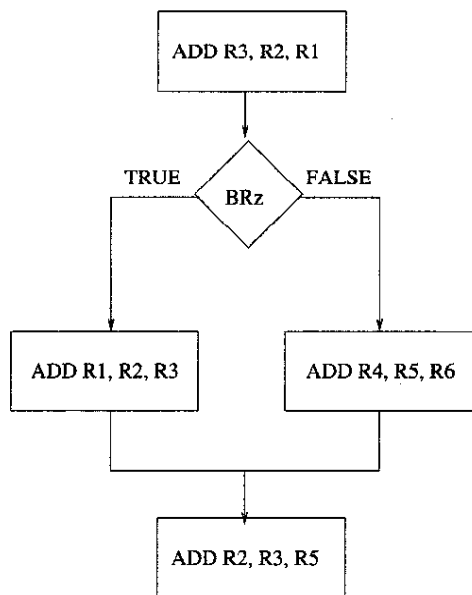 ADD R3, R2, R1
TRUE
FALSE
BRz
ADD R1, R2, R3
ADD R4, R5, R6
ADD R2, R3, R5